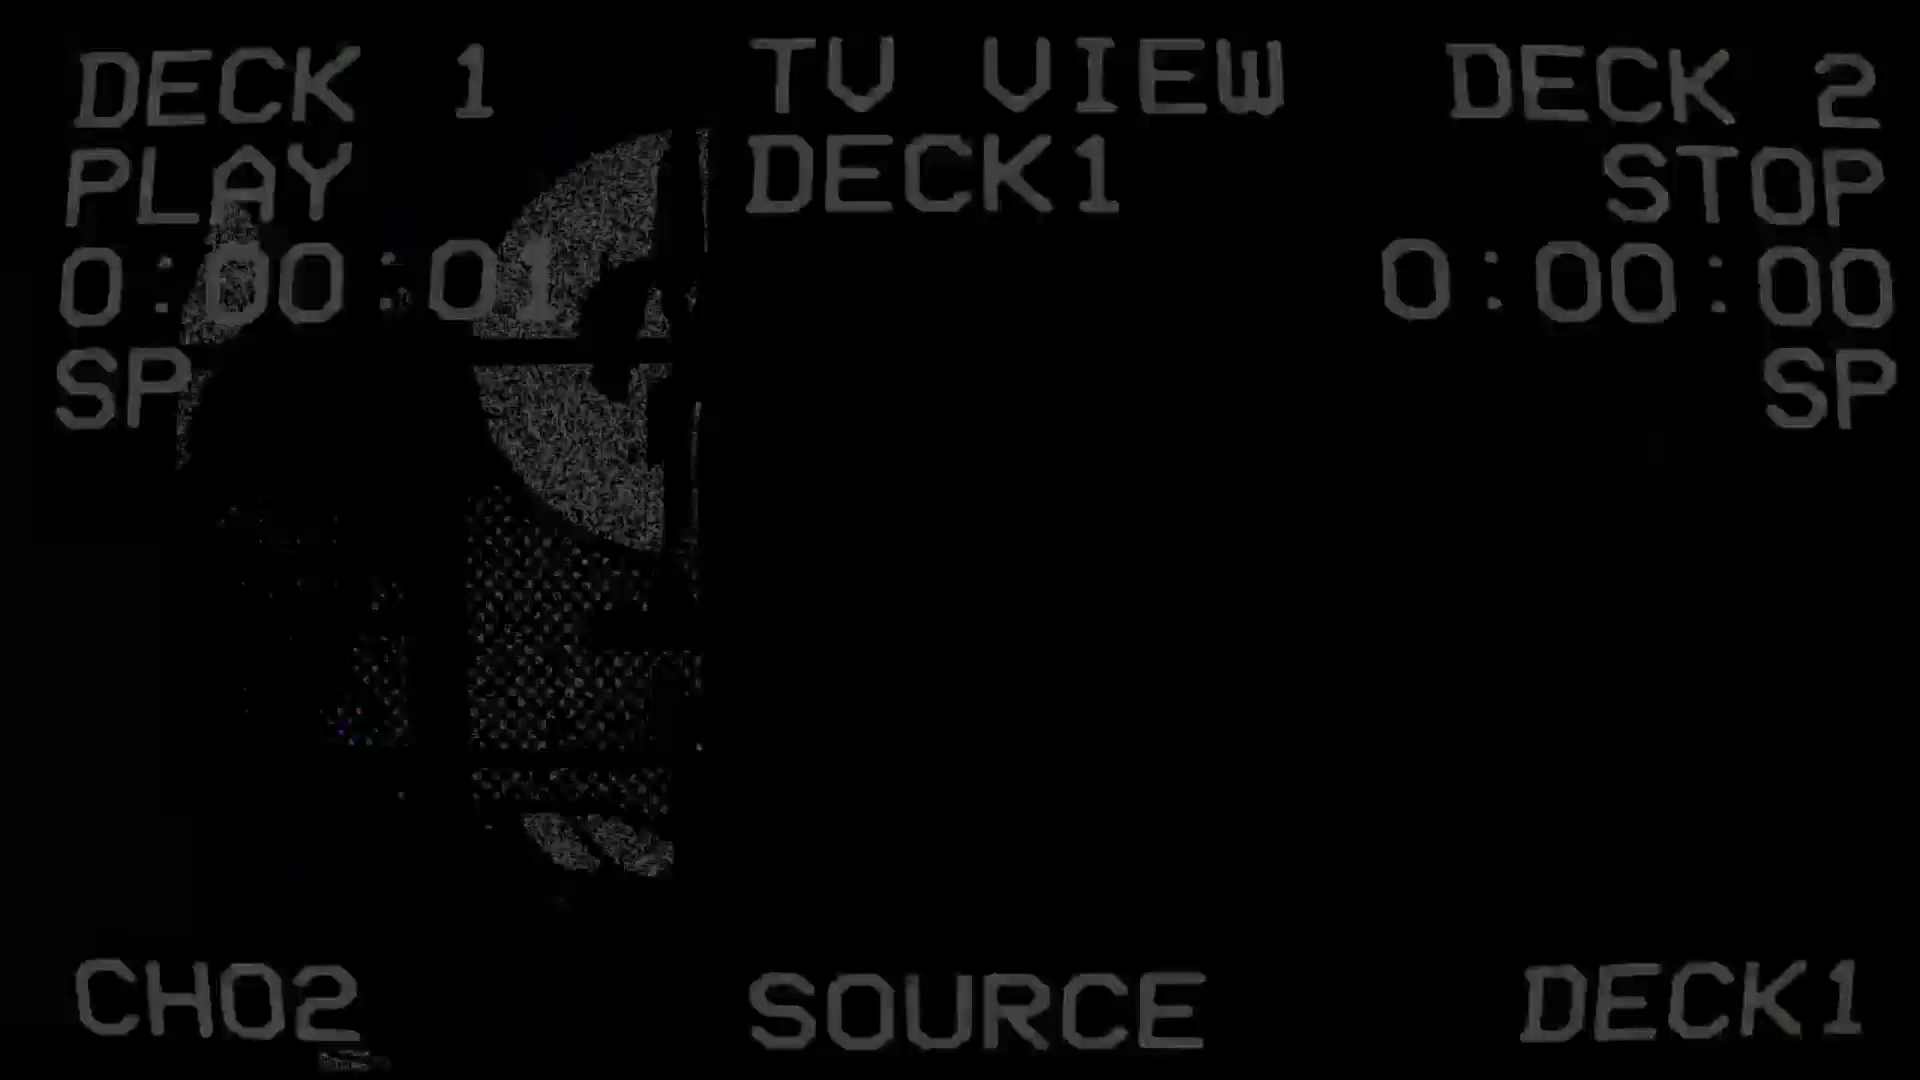 DECK 1 TV VIEW DECK 2
PLAY DECK1 STOP
0:00:01 0:00:00
SP SP
CH02 SOURCE DECK1